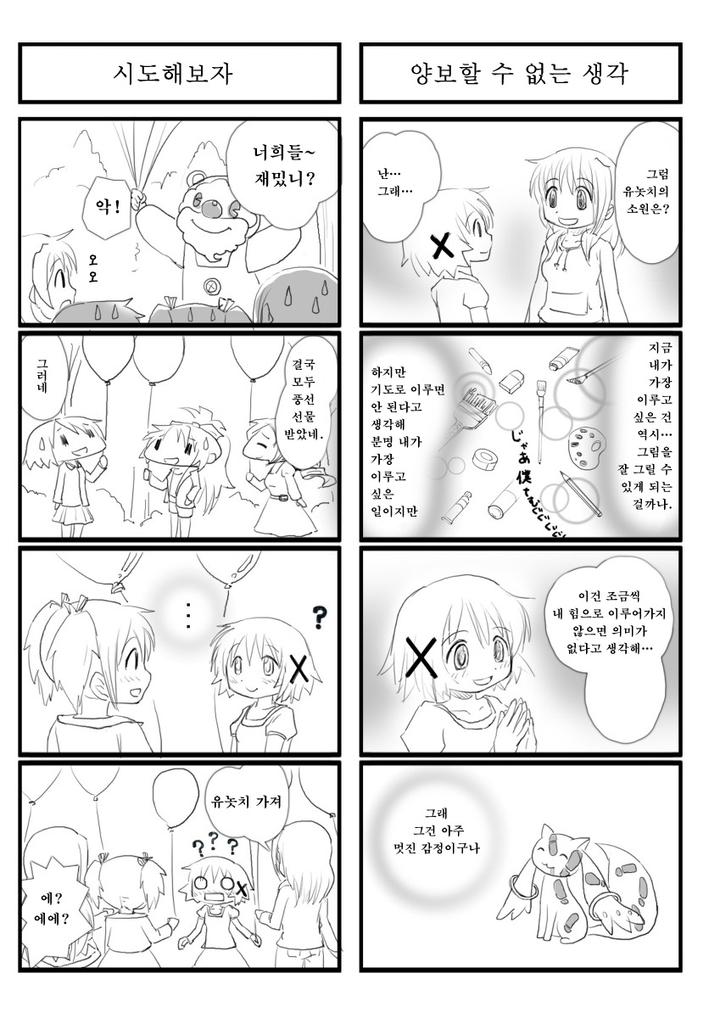 양보할 수 없는 생각
그럼
유놋치의
소원은?
난…
그래…
지금
내가
가장
이루고
싶은 건
역시…
그림을
잘 그릴 수
있게 되는
걸까나.
じゃあ僕
하지만
기도로 이루면
안 된다고
생각해
분명 내가
가장
이루고
싶은
일이지만
이건 조금씩
내 힘으로 이루어가지
않으면 의미가
없다고 생각해…
그래
그건 아주
멋진 감정이구나
시도해보자
너희들~
재밌니?
악!
오
오
결국
모두
풍선
선물
받았네.
그러네
…
?
유놋치 가져
? ? ?
에?
에에?